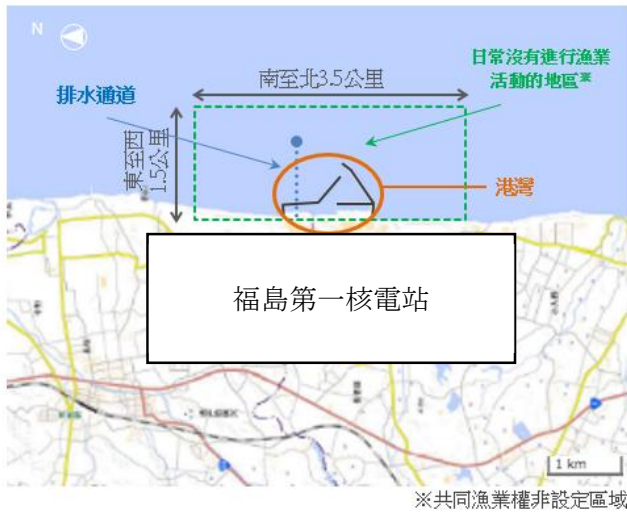 N
南至北3.5公里
日常沒有進行漁業
活動的地區※
排水通道
東至西
1.5公里
港灣
福島第一核電站
1 km
※共同漁業權非設定區域